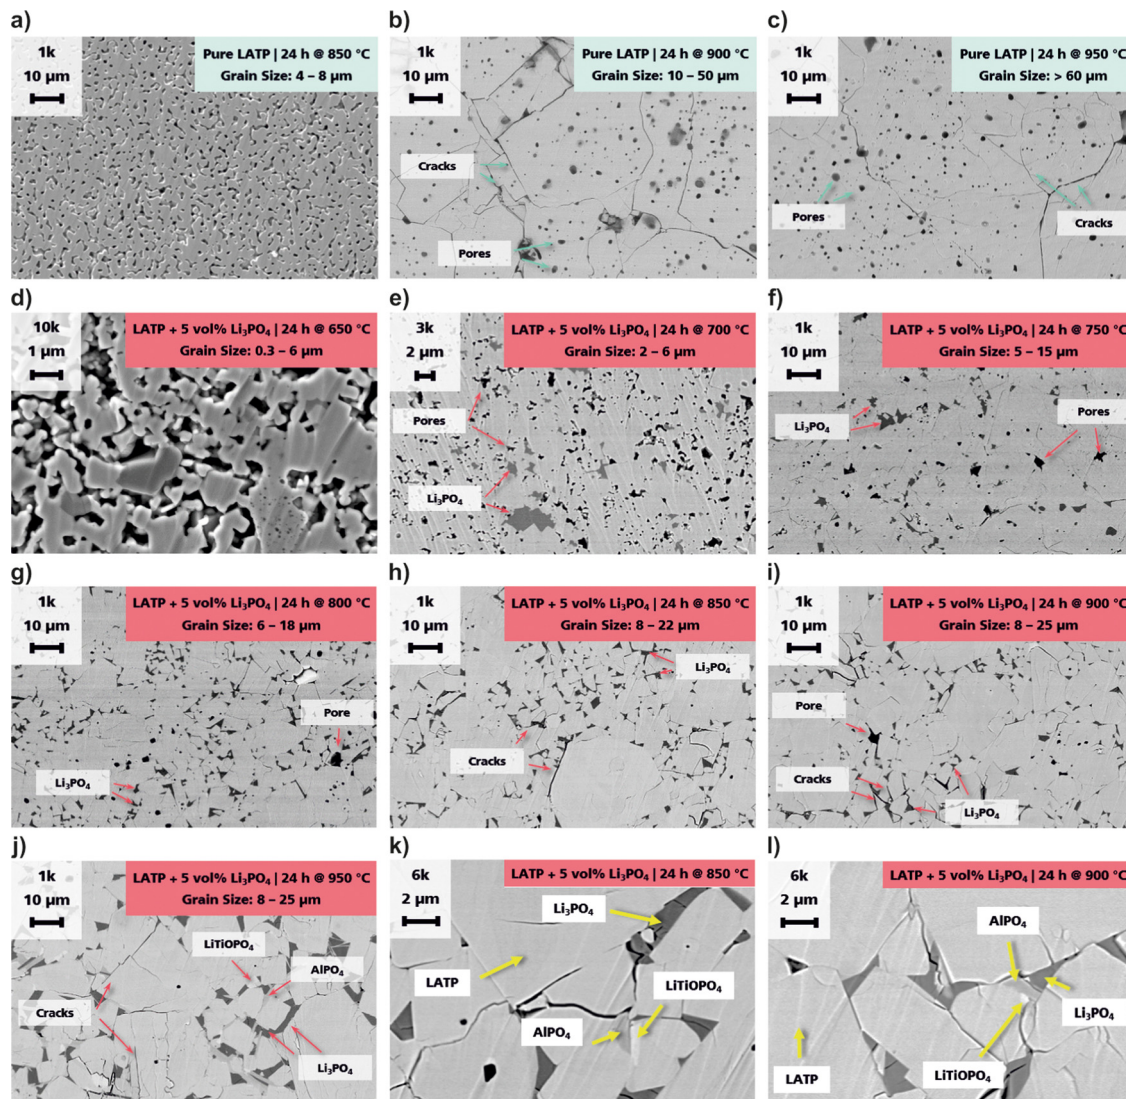 a)
1k
10 µm
Pure LATP | 24 h @ 850 °C
Grain Size: 4 – 8 µm
b)
1k
10 µm
Pure LATP | 24 h @ 900 °C
Grain Size: 10 – 50 µm
Cracks
Pores
c)
1k
10 µm
Pure LATP | 24 h @ 950 °C
Grain Size: > 60 µm
Pores
Cracks
d)
10k
1 µm
LATP + 5 vol% Li₃PO₄ | 24 h @ 650 °C
Grain Size: 0.3 – 6 µm
e)
3k
2 µm
LATP + 5 vol% Li₃PO₄ | 24 h @ 700 °C
Grain Size: 2 – 6 µm
Pores
Li₃PO₄
f)
1k
10 µm
LATP + 5 vol% Li₃PO₄ | 24 h @ 750 °C
Grain Size: 5 – 15 µm
Li₃PO₄
Pores
g)
1k
10 µm
LATP + 5 vol% Li₃PO₄ | 24 h @ 800 °C
Grain Size: 6 – 18 µm
Pore
Li₃PO₄
h)
1k
10 µm
LATP + 5 vol% Li₃PO₄ | 24 h @ 850 °C
Grain Size: 8 – 22 µm
Li₃PO₄
Cracks
i)
1k
10 µm
LATP + 5 vol% Li₃PO₄ | 24 h @ 900 °C
Grain Size: 8 – 25 µm
Pore
Cracks
Li₃PO₄
j)
1k
10 µm
LATP + 5 vol% Li₃PO₄ | 24 h @ 950 °C
Grain Size: 8 – 25 µm
LiTiOPO₄
AlPO₄
Cracks
Li₃PO₄
k)
6k
2 µm
LATP + 5 vol% Li₃PO₄ | 24 h @ 850 °C
Li₃PO₄
LATP
LiTiOPO₄
AlPO₄
l)
6k
2 µm
LATP + 5 vol% Li₃PO₄ | 24 h @ 900 °C
AlPO₄
Li₃PO₄
LATP
LiTiOPO₄